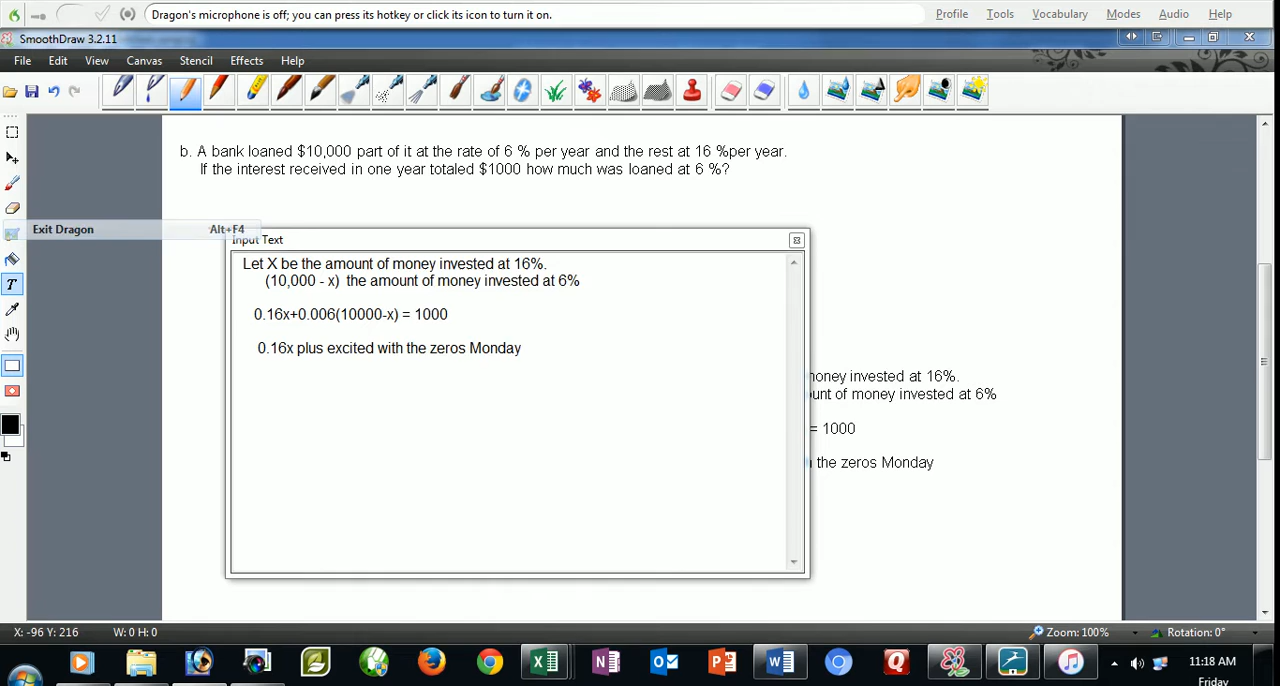 Dragon's microphone is off; you can press its hotkey or click its icon to turn it on.
Profile Tools Vocabulary Modes Audio Help
SmoothDraw 3.2.11
File Edit View Canvas Stencil Effects Help
b. A bank loaned $10,000 part of it at the rate of 6 % per year and the rest at 16 %per year.
If the interest received in one year totaled $1000 how much was loaned at 6 %?
Exit Dragon Alt+F4
Input Text
Let X be the amount of money invested at 16%.
(10,000 - x) the amount of money invested at 6%
0.16x+0.006(10000-x) = 1000
0.16x plus excited with the zeros Monday
money invested at 16%.
unt of money invested at 6%
= 1000
the zeros Monday
X: -96 Y: 216 W: 0 H: 0 Zoom: 100% Rotation: 0°
11:18 AM
Friday